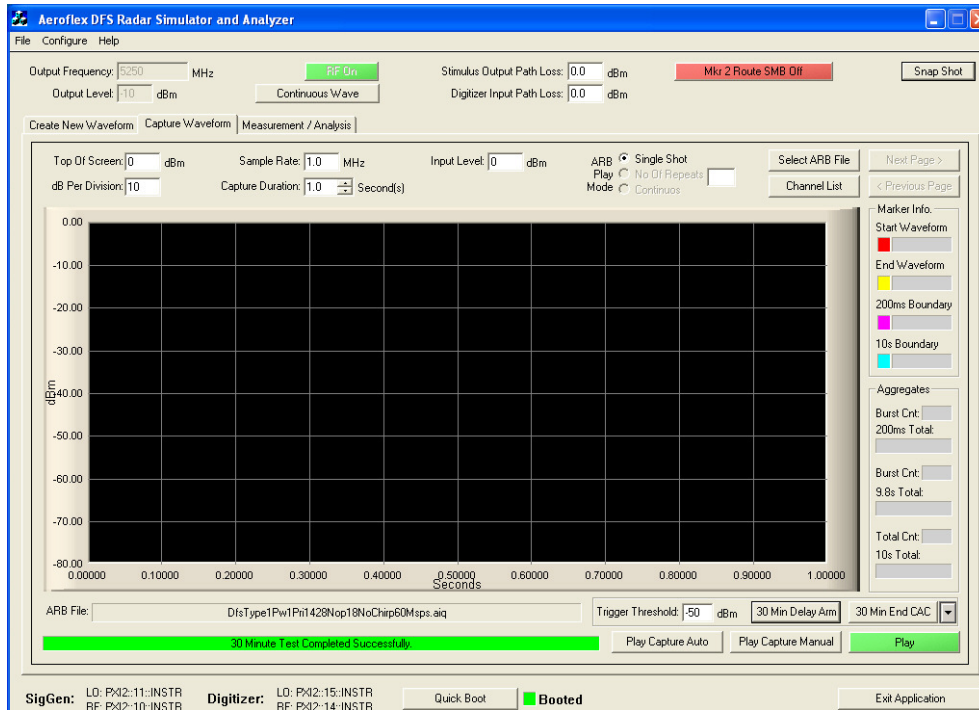 Aeroflex DFS Radar Simulator and Analyzer
File Configure Help
Output Frequency: 5250 MHz RF On Stimulus Output Path Loss: 0.0 dBm Mkr 2 Route SMB Off Snap Shot
Output Level: -10 dBm Continuous Wave Digitizer Input Path Loss: 0.0 dBm
Create New Waveform Capture Waveform Measurement / Analysis
Top Of Screen: 0 dBm Sample Rate: 1.0 MHz Input Level: 0 dBm ARB Single Shot Select ARB File Next Page >
dB Per Division: 10 Capture Duration: 1.0 Second(s) Play No Of Repeats Channel List < Previous Page
Mode Continuos
Marker Info.
Start Waveform
End Waveform
200ms Boundary
10s Boundary
Aggregates
Burst Cnt:
200ms Total:
Burst Cnt:
9.8s Total:
Total Cnt:
10s Total:
0.00
-10.00
-20.00
-30.00
-40.00
-50.00
-60.00
-70.00
-80.00
dBm
0.00000 0.10000 0.20000 0.30000 0.40000 0.50000 0.60000 0.70000 0.80000 0.90000 1.00000
Seconds
ARB File: DfsType1Pw1Pri1428Nop18NoChirp60Msps.aiq Trigger Threshold: -50 dBm 30 Min Delay Arm 30 Min End CAC
30 Minute Test Completed Successfully. Play Capture Auto Play Capture Manual Play
SigGen: LO: PXI2::11::INSTR Digitizer: LO: PXI2::15::INSTR Quick Boot Booted Exit Application
RF: PXI2::10::INSTR RF: PXI2::14::INSTR